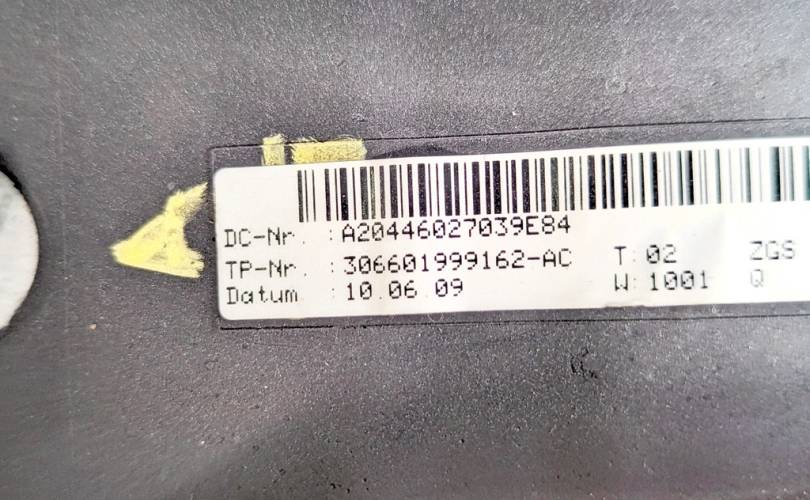 DC-Nr. : A20446027039E84
TP-Nr. : 306601999162-AC T: 02 ZGS
Datum : 10.06.09 W: 1001 Q